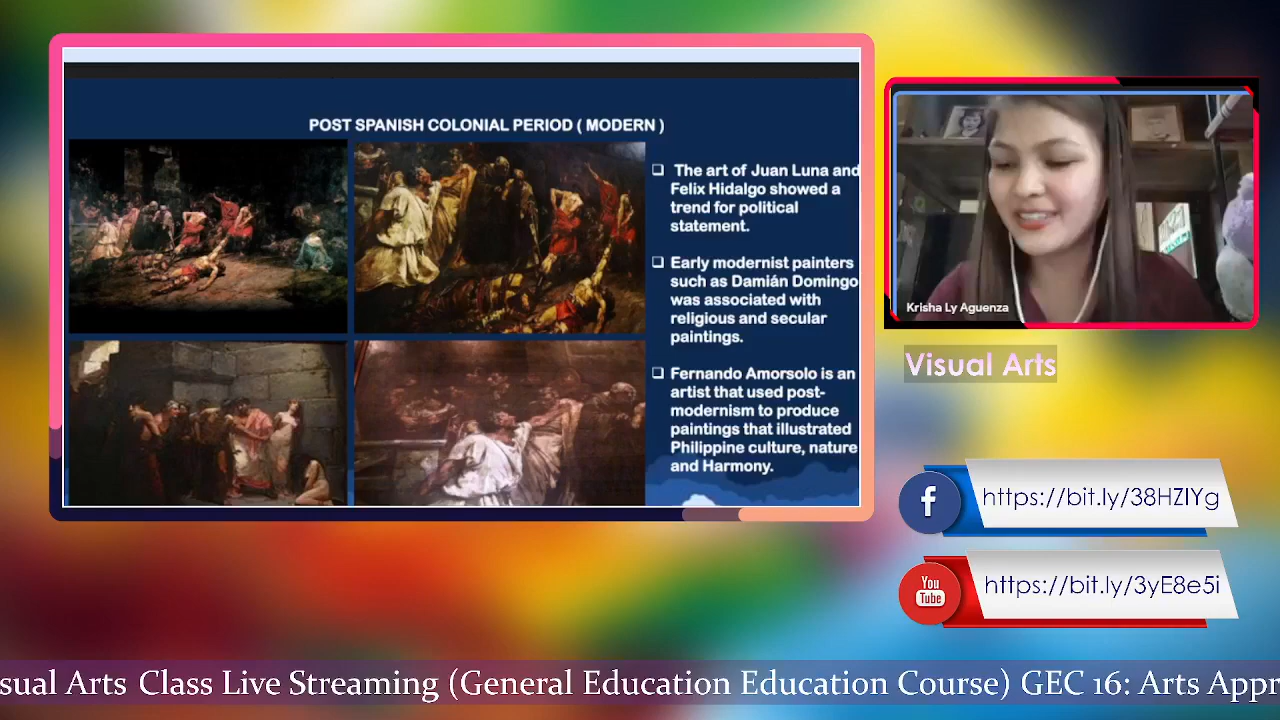 POST SPANISH COLONIAL PERIOD ( MODERN )
The art of Juan Luna and
Felix Hidalgo showed a
trend for political
statement.
Early modernist painters
such as Damián Domingo
was associated with
religious and secular
paintings.
Fernando Amorsolo is an
artist that used post-
modernism to produce
paintings that illustrated
Philippine culture, nature
and Harmony.
Krisha Ly Aguenza
Visual Arts
f
https://bit.ly/38HZlYg
You
Tube
https://bit.ly/3yE8e5i
sual Arts Class Live Streaming (General Education Education Course) GEC 16: Arts Appr